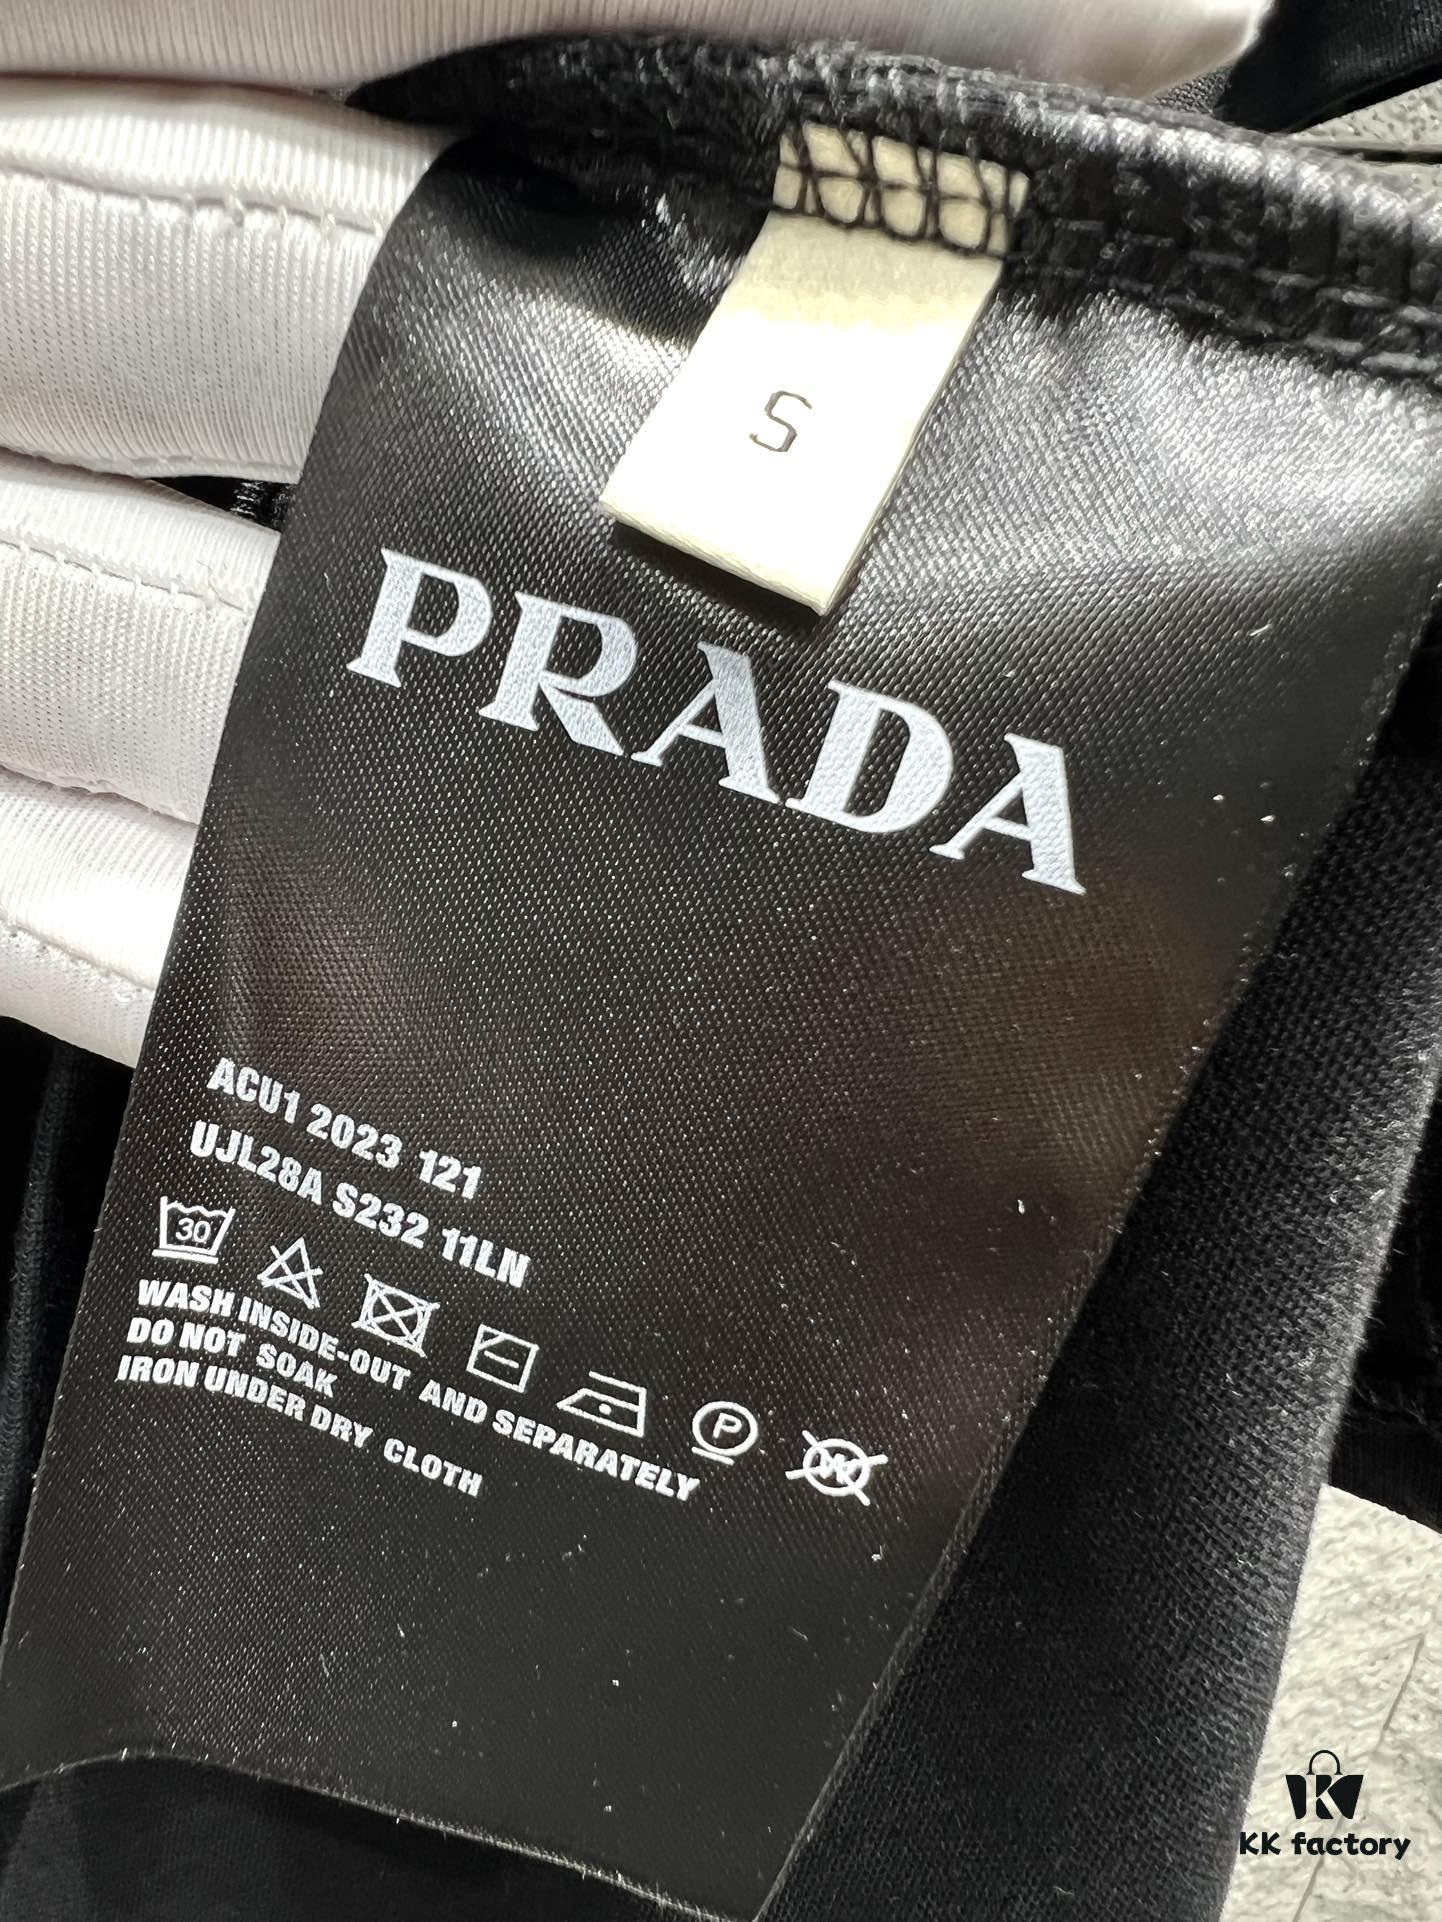 S
PRADA
ACU1 2023 121
UJL28A S232 11LN
30
P
W
WASH INSIDE-OUT AND SEPARATELY
DO NOT SOAK
IRON UNDER DRY CLOTH
KK factory